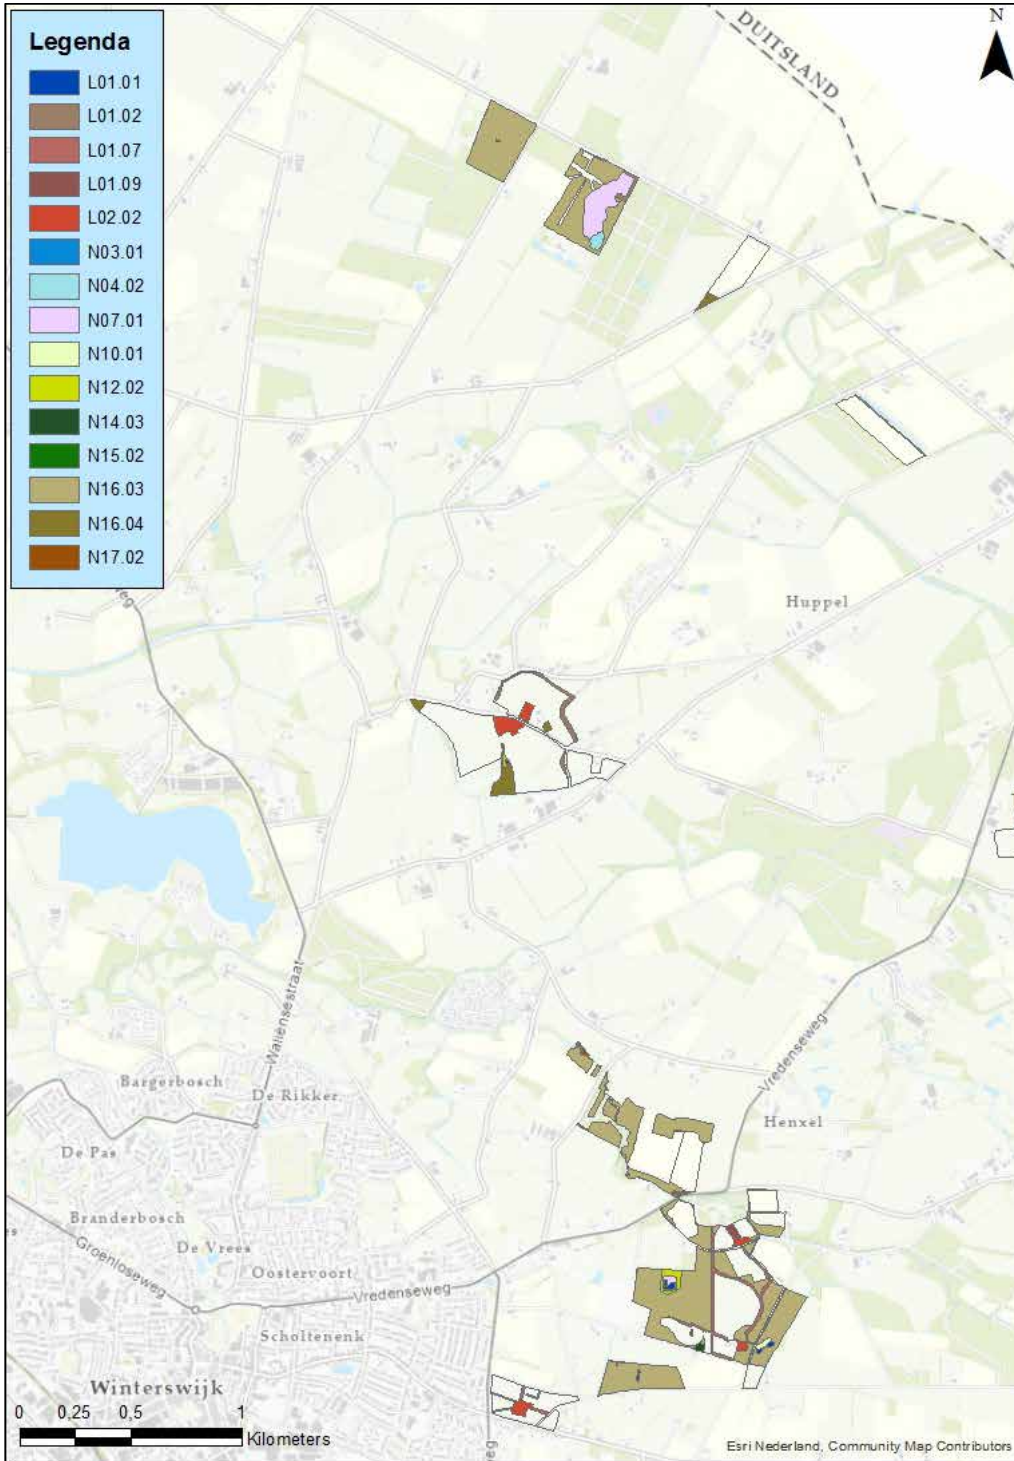 Legenda
L01.01
L01.02
L01.07
L01.09
L02.02
N03.01
N04.02
N07.01
N10.01
N12.02
N14.03
N15.02
N16.03
N16.04
N17.02
N
DUITSLAND
Huppel
Wallensestraat
Vredenseweg
Bargerbosch
De Rikker
Henxel
De Pas
Branderbosch
De Vrees
Groenloseweg
Oostervoort
Vredenseweg
Scholtenenk
Winterswijk
0 0,25 0,5 1
Kilometers
Esri Nederland, Community Map Contributors